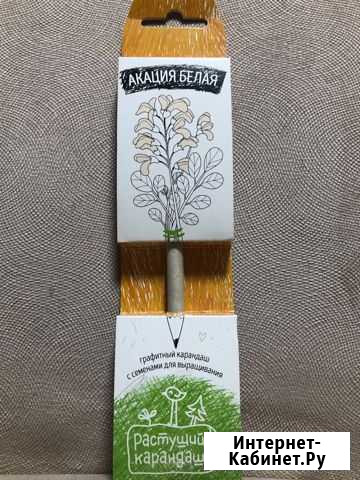 АКАЦИЯ БЕЛАЯ
графитный карандаш
с семенами для выращивания
растущий
карандаш
Интернет-
Кабинет.Ру